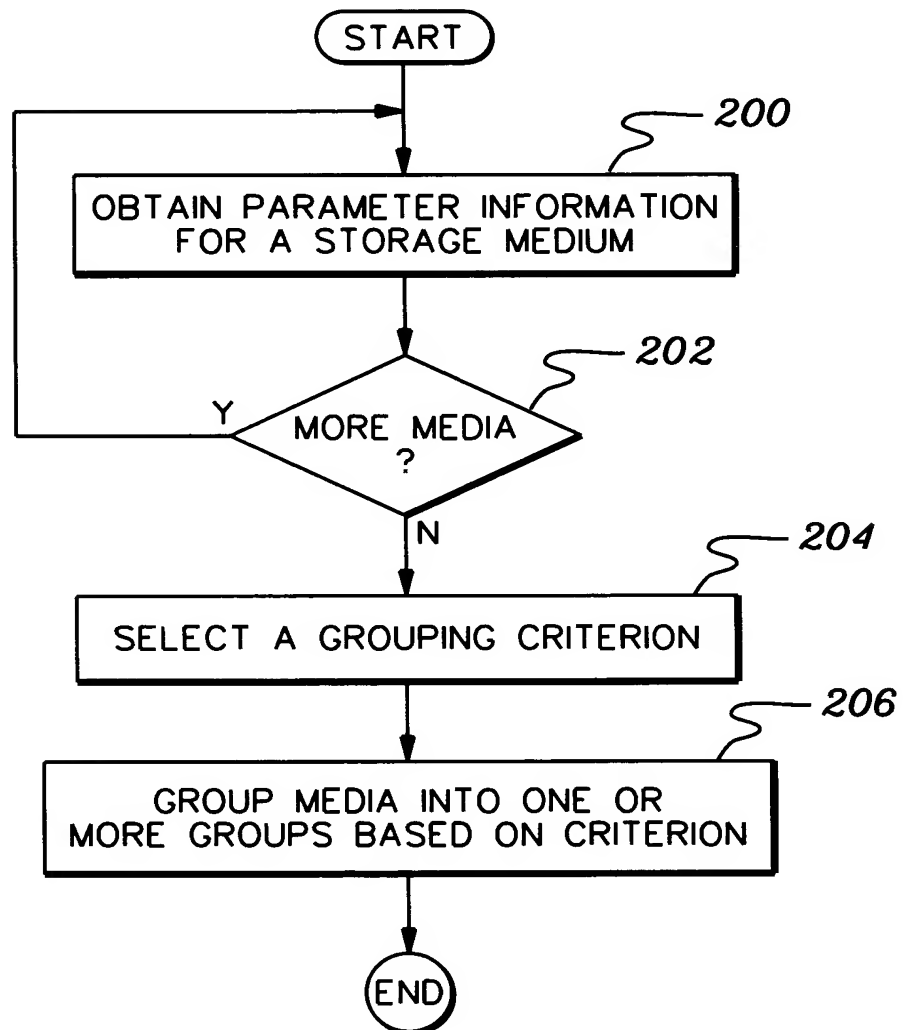 START
200
OBTAIN PARAMETER INFORMATION
FOR A STORAGE MEDIUM
202
Y
MORE MEDIA
?
N
204
SELECT A GROUPING CRITERION
206
GROUP MEDIA INTO ONE OR
MORE GROUPS BASED ON CRITERION
END